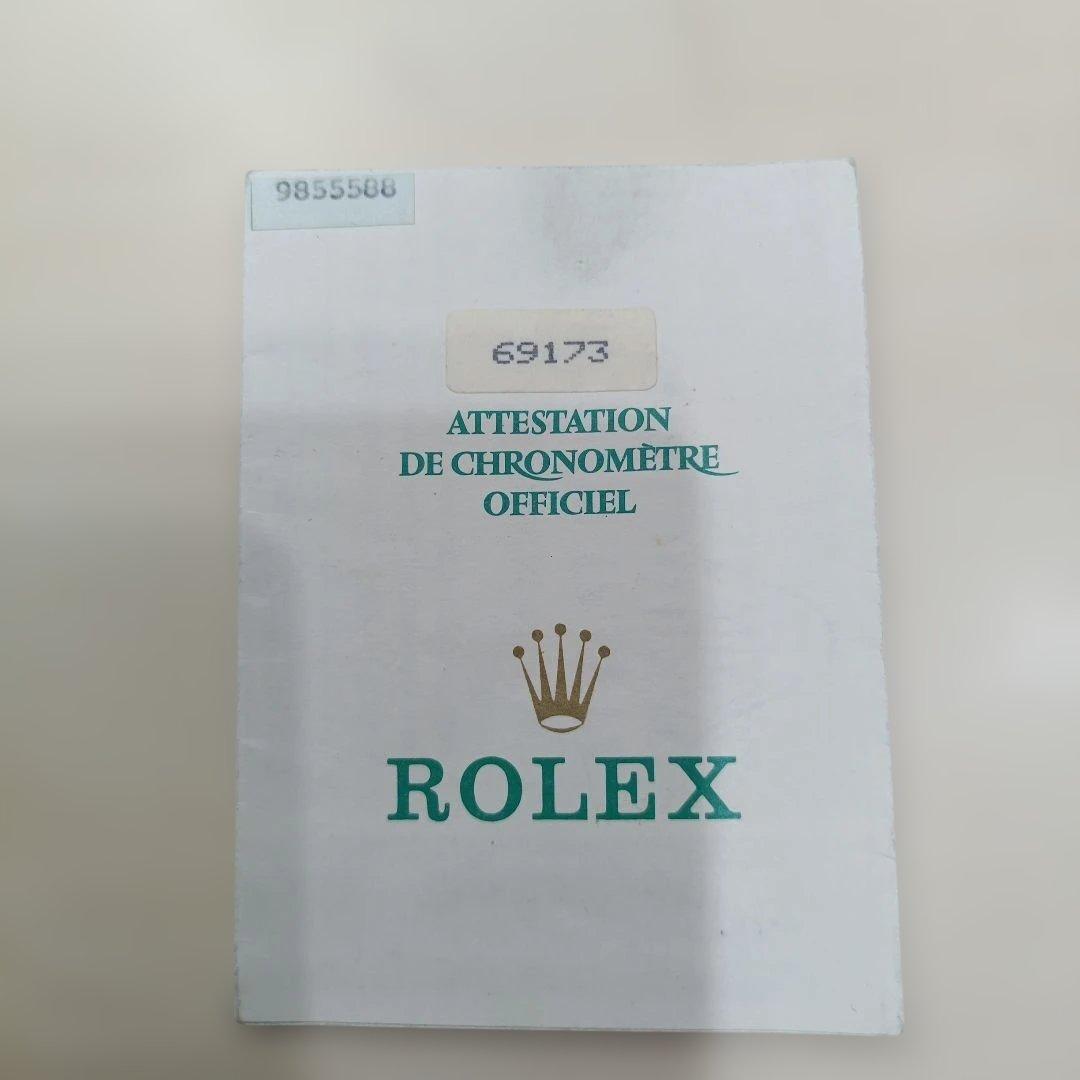 9855588
69173
ATTESTATION
DE CHRONOMÈTRE
OFFICIEL
ROLEX